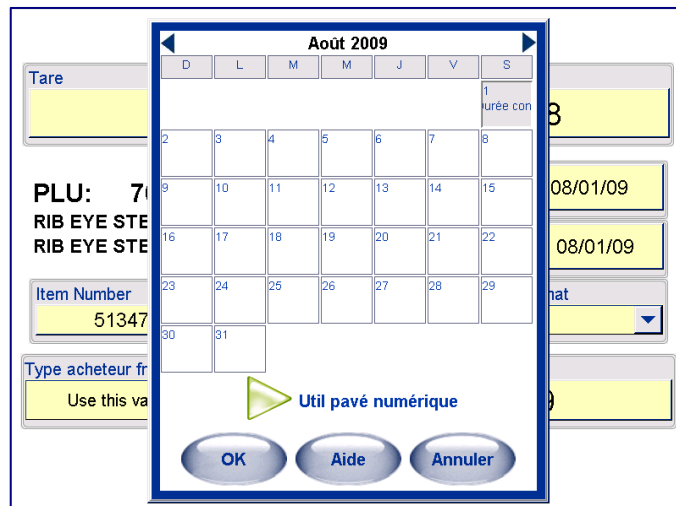 Août 2009
D L M M J V S
1
urée con
2 3 4 5 6 7 8
9 10 11 12 13 14 15
16 17 18 19 20 21 22
23 24 25 26 27 28 29
30 31
Util pavé numérique
OK Aide Annuler
Tare
8
PLU: 7
08/01/09
RIB EYE STE
RIB EYE STE
08/01/09
Item Number
51347
Type acheteur fr
Use this va